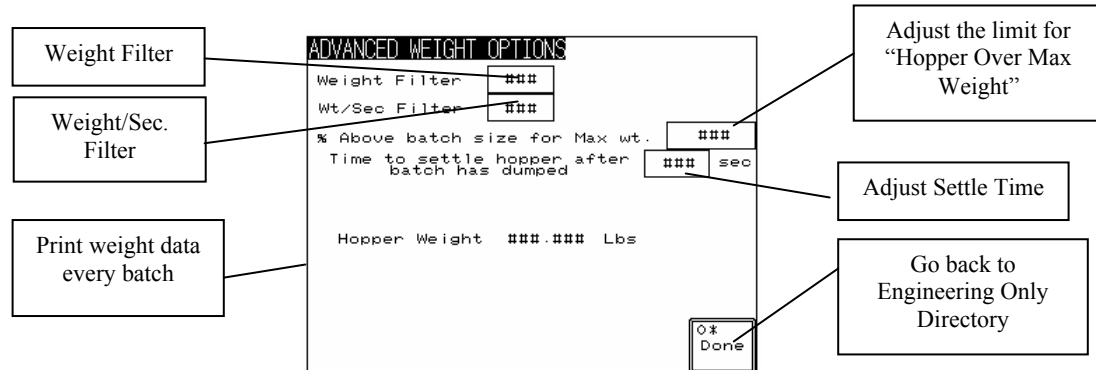 Weight Filter
Weight/Sec.
Filter
Print weight data
every batch
ADVANCED WEIGHT OPTIONS
Weight Filter ###
Wt/Sec Filter ###
% Above batch size for Max wt. ###
Time to settle hopper after ### sec
batch has dumped
Hopper Weight ###.### Lbs
0*
Done
Adjust the limit for
“Hopper Over Max
Weight”
Adjust Settle Time
Go back to
Engineering Only
Directory